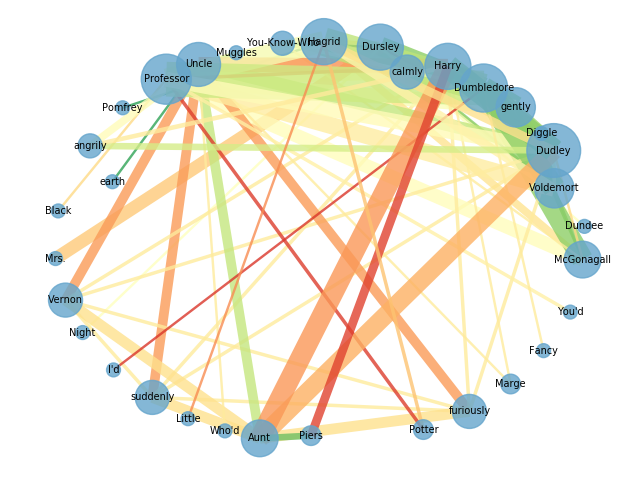 You-Know-Who
Hagrid
Dursley
Muggles
Uncle
Harry
calmly
Professor
Dumbledore
Pomfrey
gently
Diggle
angrily
Dudley
earth
Voldemort
Black
Dundee
Mrs.
McGonagall
Vernon
You'd
Night
Fancy
I'd
Marge
suddenly
furiously
Little
Who'd
Aunt
Piers
Potter